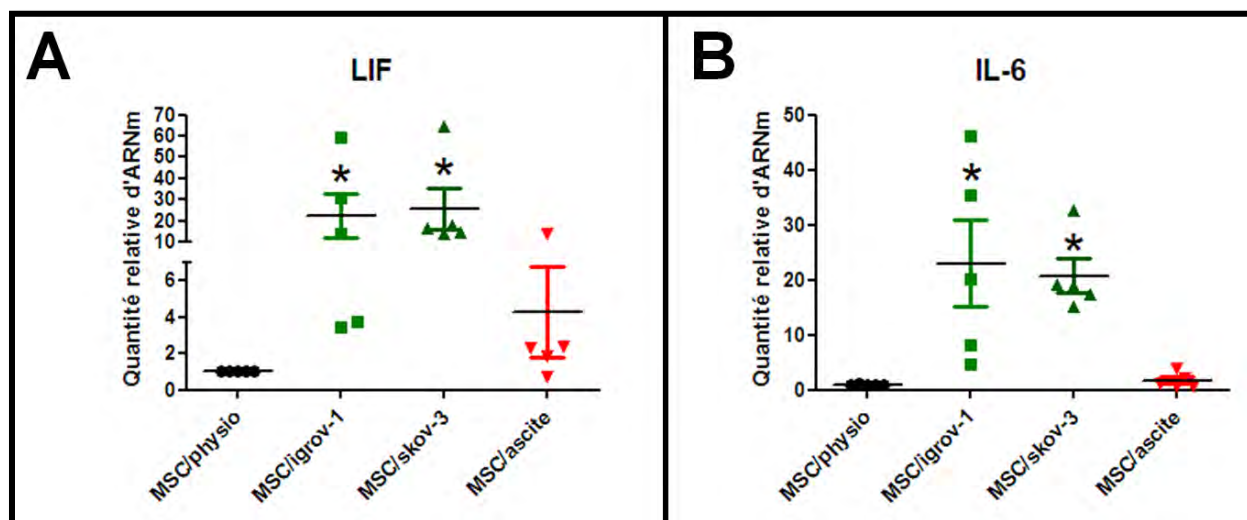 A
LIF
Quantité relative d'ARNm
70
60
50
40
30
20
10
6
4
2
0
*
*
MSC/physio
MSC/igrov-1
MSC/skov-3
MSC/ascite
B
IL-6
Quantité relative d'ARNm
50
40
30
20
10
0
*
*
MSC/physio
MSC/igrov-1
MSC/skov-3
MSC/ascite